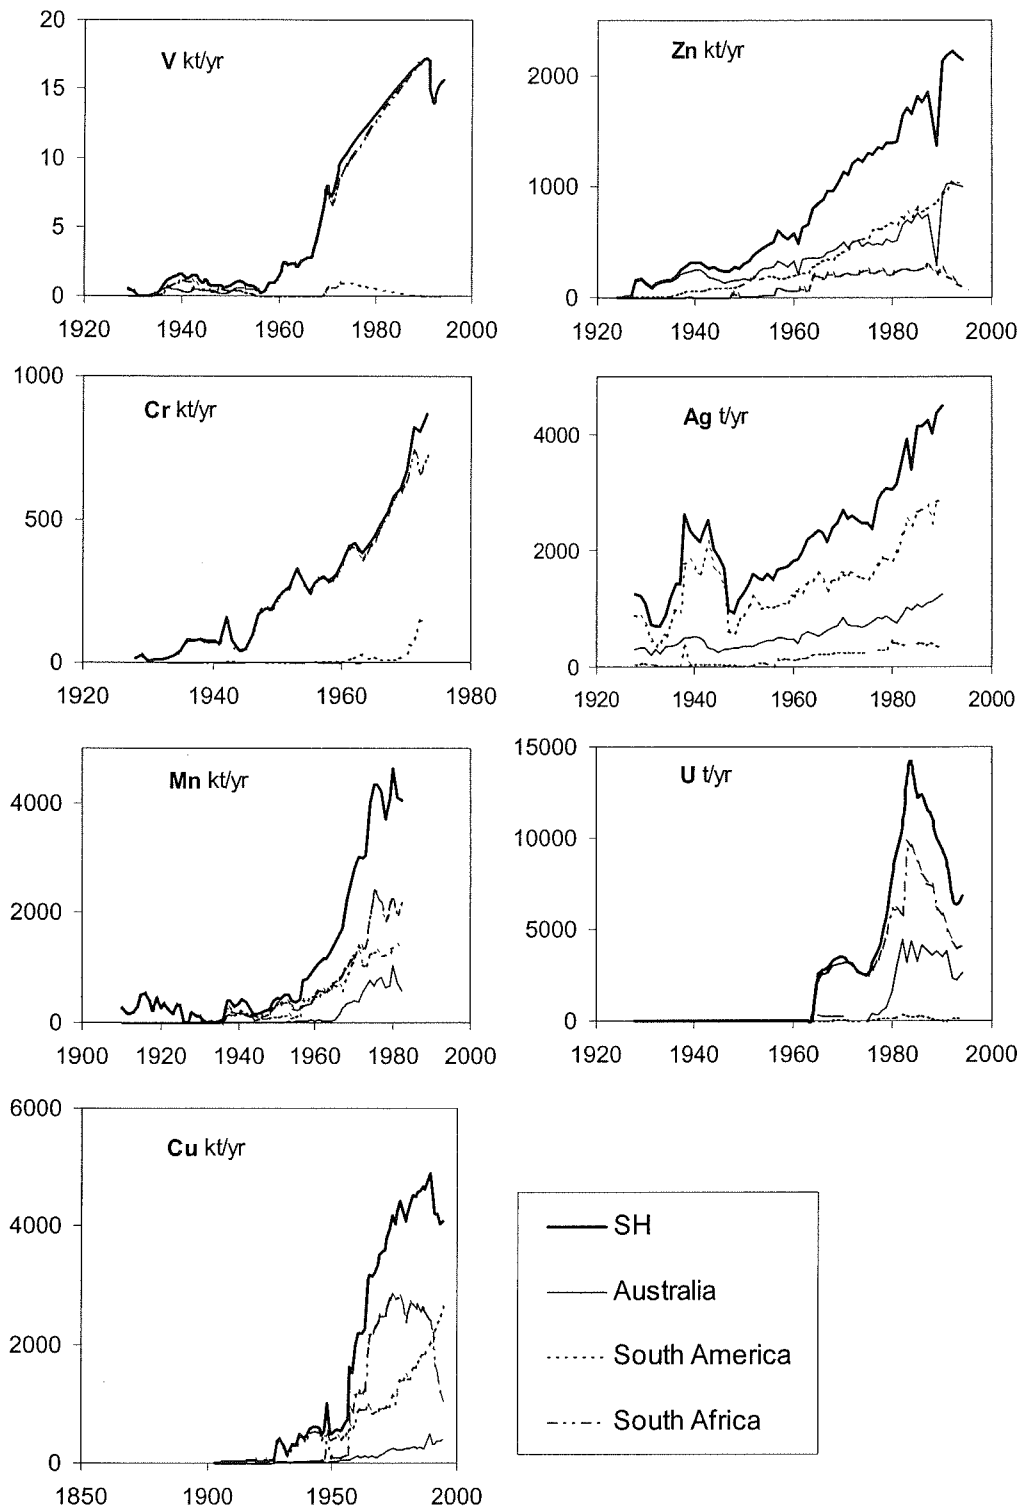 V kt/yr
20
15
10
5
0
1920 1940 1960 1980 2000
Zn kt/yr
2000
1000
0
1920 1940 1960 1980 2000
Cr kt/yr
1000
500
0
1920 1940 1960 1980
Ag t/yr
4000
2000
0
1920 1940 1960 1980 2000
Mn kt/yr
4000
2000
0
1900 1920 1940 1960 1980 2000
U t/yr
15000
10000
5000
0
1920 1940 1960 1980 2000
Cu kt/yr
6000
4000
2000
0
1850 1900 1950 2000
SH
Australia
South America
South Africa